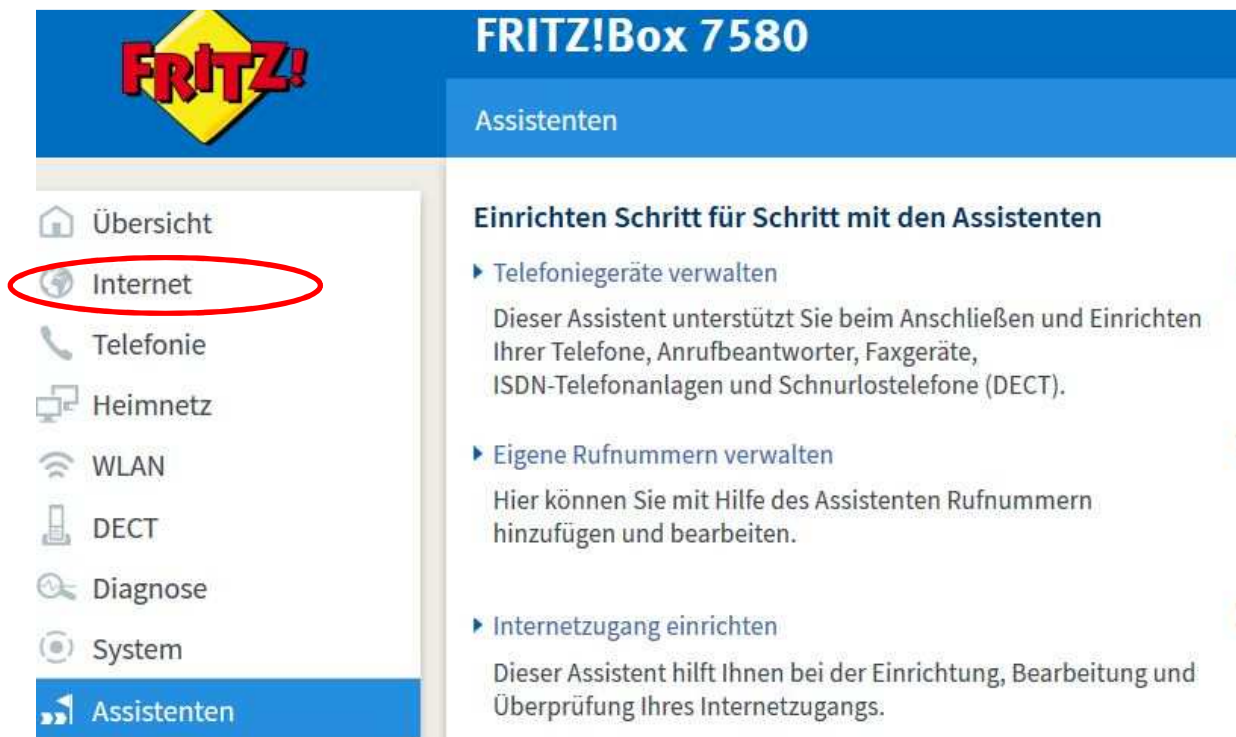 FRITZ!
FRITZ!Box 7580
Assistenten
Übersicht
Internet
Telefonie
Heimnetz
WLAN
DECT
Diagnose
System
Assistenten
Einrichten Schritt für Schritt mit den Assistenten
Telefoniegeräte verwalten
Dieser Assistent unterstützt Sie beim Anschließen und Einrichten
Ihrer Telefone, Anrufbeantworter, Faxgeräte,
ISDN-Telefonanlagen und Schnurlostelefone (DECT).
Eigene Rufnummern verwalten
Hier können Sie mit Hilfe des Assistenten Rufnummern
hinzufügen und bearbeiten.
Internetzugang einrichten
Dieser Assistent hilft Ihnen bei der Einrichtung, Bearbeitung und
Überprüfung Ihres Internetzugangs.